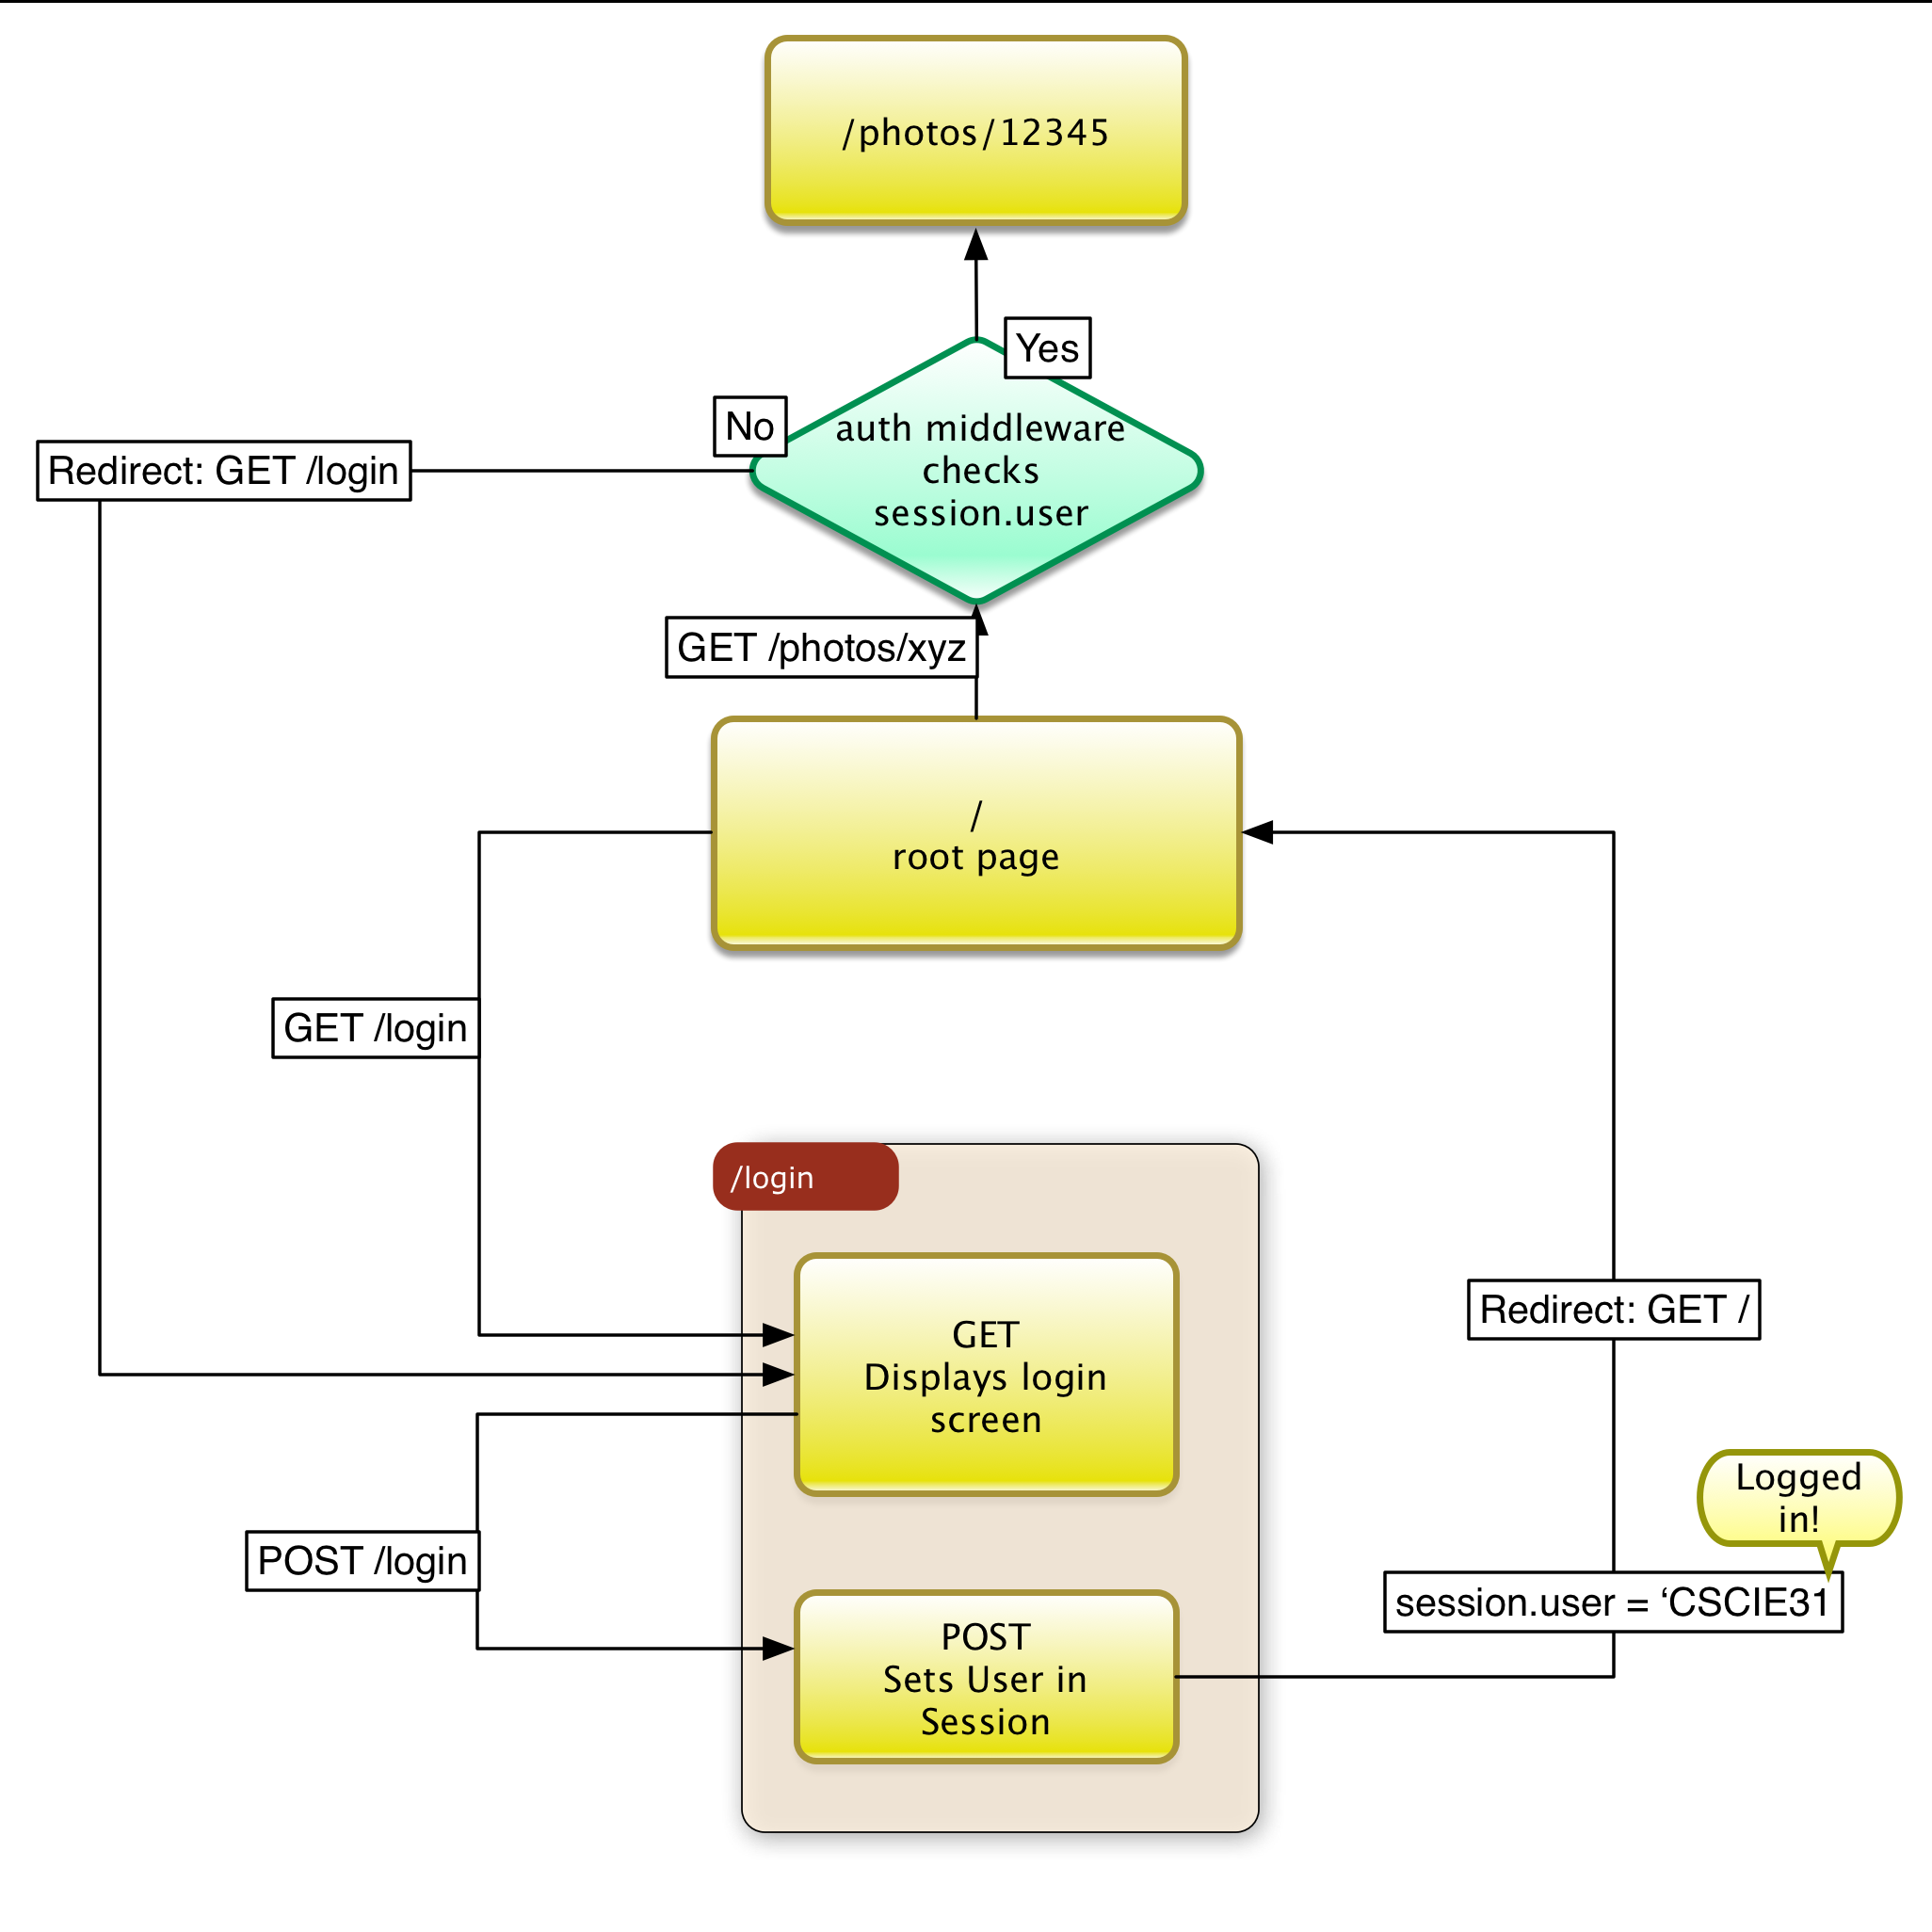 /photos/12345
Yes
No
auth middleware
checks
session.user
Redirect: GET /login
GET /photos/xyz
/
root page
GET /login
/login
GET
Displays login
screen
Redirect: GET /
Logged
in!
POST /login
session.user = ‘CSCIE31
POST
Sets User in
Session